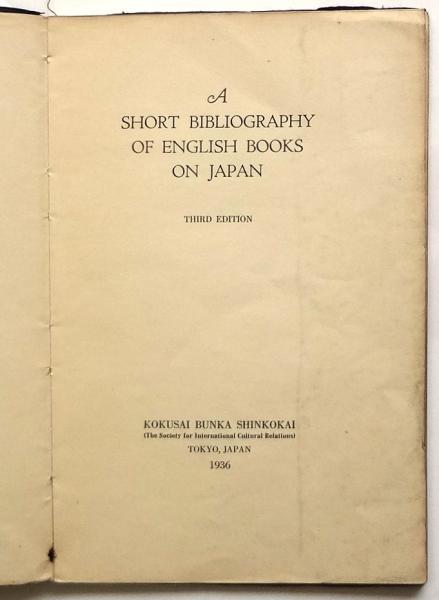 A
SHORT BIBLIOGRAPHY
OF ENGLISH BOOKS
ON JAPAN
THIRD EDITION
KOKUSAI BUNKA SHINKOKAI
(The Society for International Cultural Relations)
TOKYO, JAPAN
1936